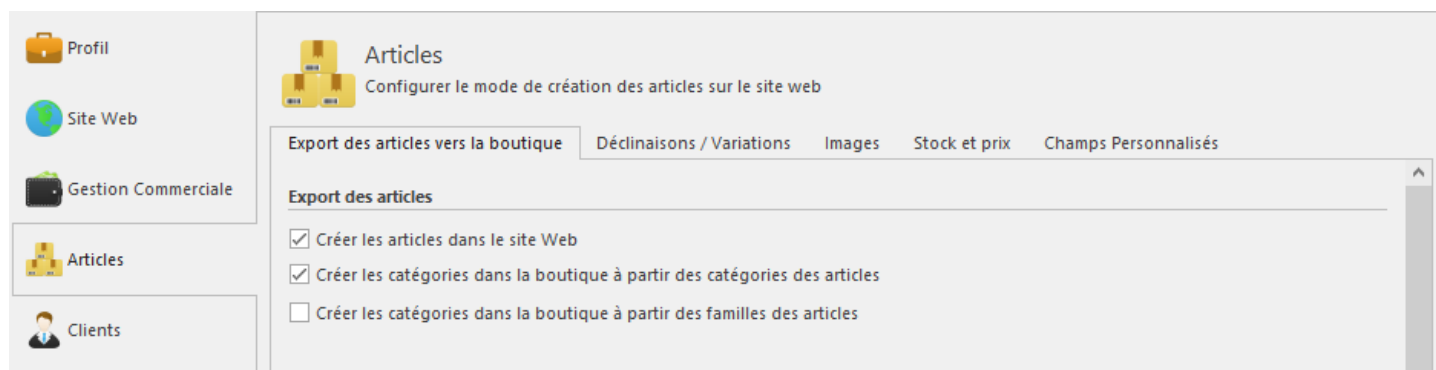 Profil
Site Web
Gestion Commerciale
Articles
Clients
Articles
Configurer le mode de création des articles sur le site web
Export des articles vers la boutique Déclinaisons / Variations Images Stock et prix Champs Personnalisés
Export des articles
Créer les articles dans le site Web
Créer les catégories dans la boutique à partir des catégories des articles
Créer les catégories dans la boutique à partir des familles des articles